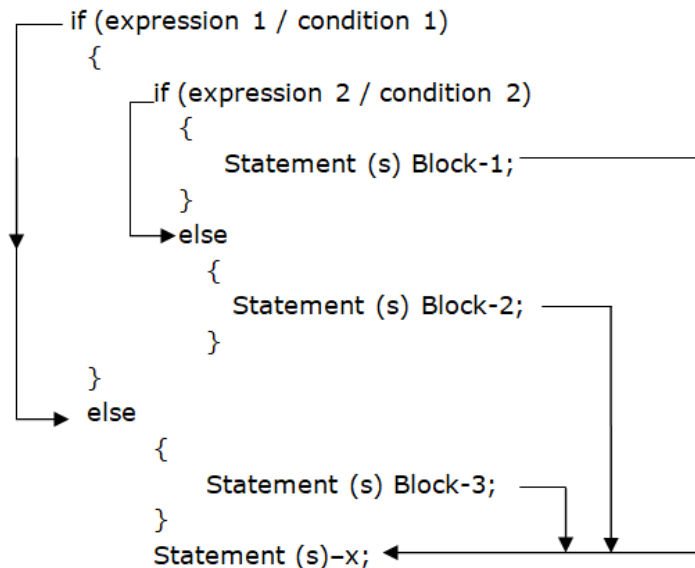 if (expression 1 / condition 1)
{
if (expression 2 / condition 2)
{
Statement (s) Block-1;
}
else
{
Statement (s) Block-2;
}
}
else
{
Statement (s) Block-3;
}
Statement (s)–x;